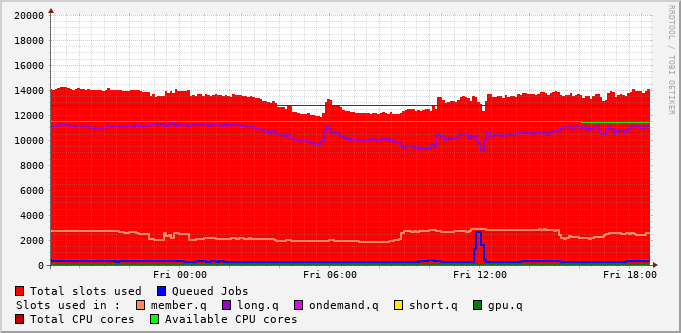 20000
18000
16000
14000
12000
10000
8000
6000
4000
2000
0
Fri 00:00 Fri 06:00 Fri 12:00 Fri 18:00
RRDTOOL / TOBI OETIKER
Total slots used Queued Jobs
Slots used in : member.q long.q ondemand.q short.q gpu.q
Total CPU cores Available CPU cores